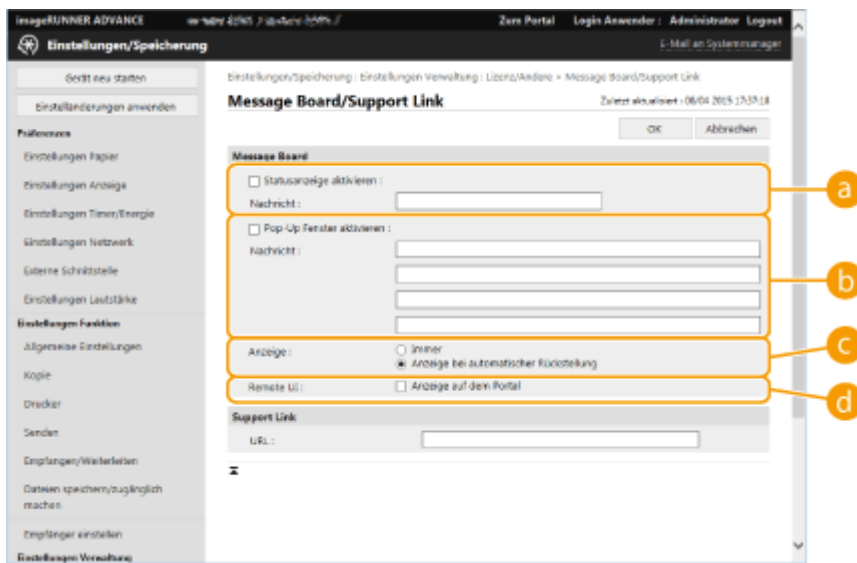 imageRUNNER ADVANCE
Zum Portal Login Anwender : Administrator Logout
Einstellungen/Speicherung
E-Mail an Systemmanager
Gerät neu starten
Einstelländerungen anwenden
Präferenzen
Einstellungen Papier
Einstellungen Anzeige
Einstellungen Timer/Energie
Einstellungen Netzwerk
Externe Schnittstelle
Einstellungen Lautstärke
Einstellungen Funktion
Allgemeine Einstellungen
Kopie
Drucker
Senden
Empfangen/Weiterleiten
Dateien speichern/zugänglich
machen
Empfänger einstellen
Einstellungen Verwaltung
Einstellungen/Speicherung : Einstellungen Verwaltung : Lizenz/Andere > Message Board/Support Link
Message Board/Support Link
Zuletzt aktualisiert : 08/04 2015 17:37:18
OK Abbrechen
Message Board
Statusanzeige aktivieren :
Nachricht :
a
Pop-Up Fenster aktivieren :
Nachricht :
b
Anzeige :
Immer
Anzeige bei automatischer Rückstellung
c
Remote UI :
Anzeige auf dem Portal
d
Support Link
URL :